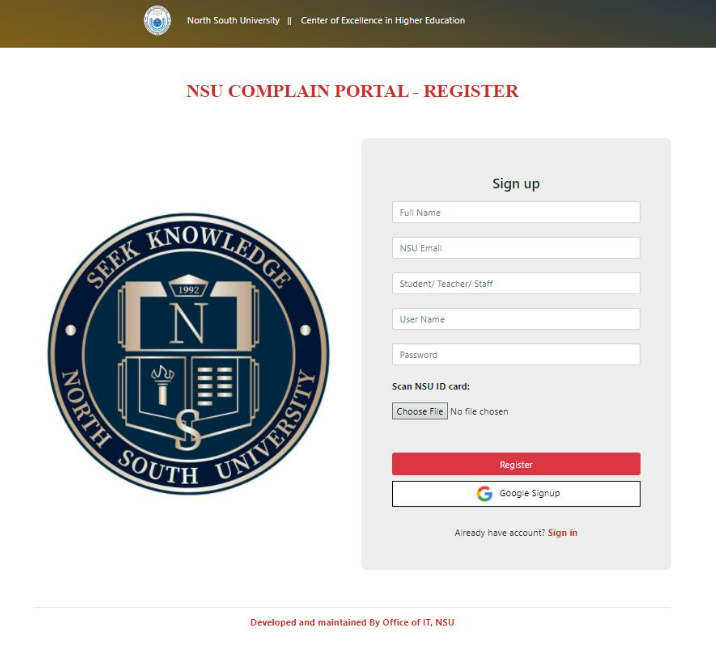 North South University || Center of Excellence in Higher Education
NSU COMPLAIN PORTAL - REGISTER
SEEK KNOWLEDGE
1992
N
S
NORTH SOUTH UNIVERSITY
Sign up
Full Name
NSU Email
Student/ Teacher/ Staff
User Name
Password
Scan NSU ID card:
Choose File No file chosen
Register
Google Signup
Already have account? Sign in
Developed and maintained By Office of IT, NSU